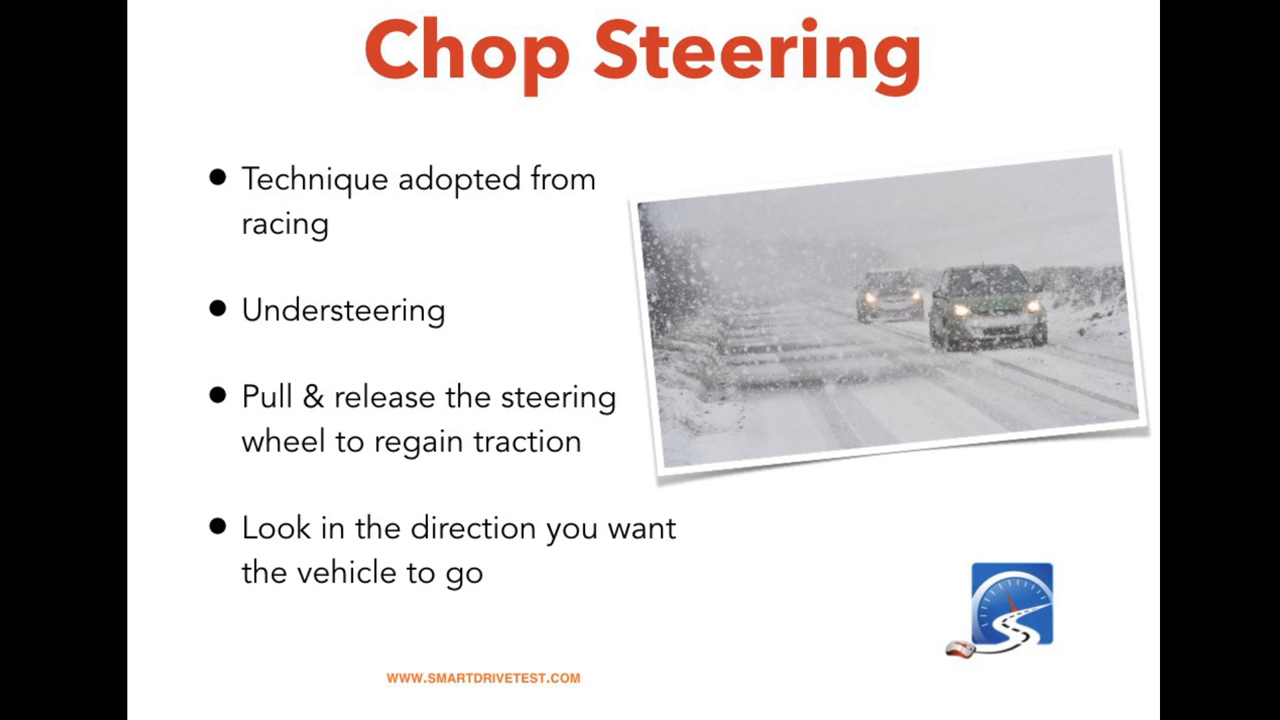 Chop Steering
Technique adopted from
racing
Understeering
Pull & release the steering
wheel to regain traction
Look in the direction you want
the vehicle to go
WWW.SMARTDRIVETEST.COM